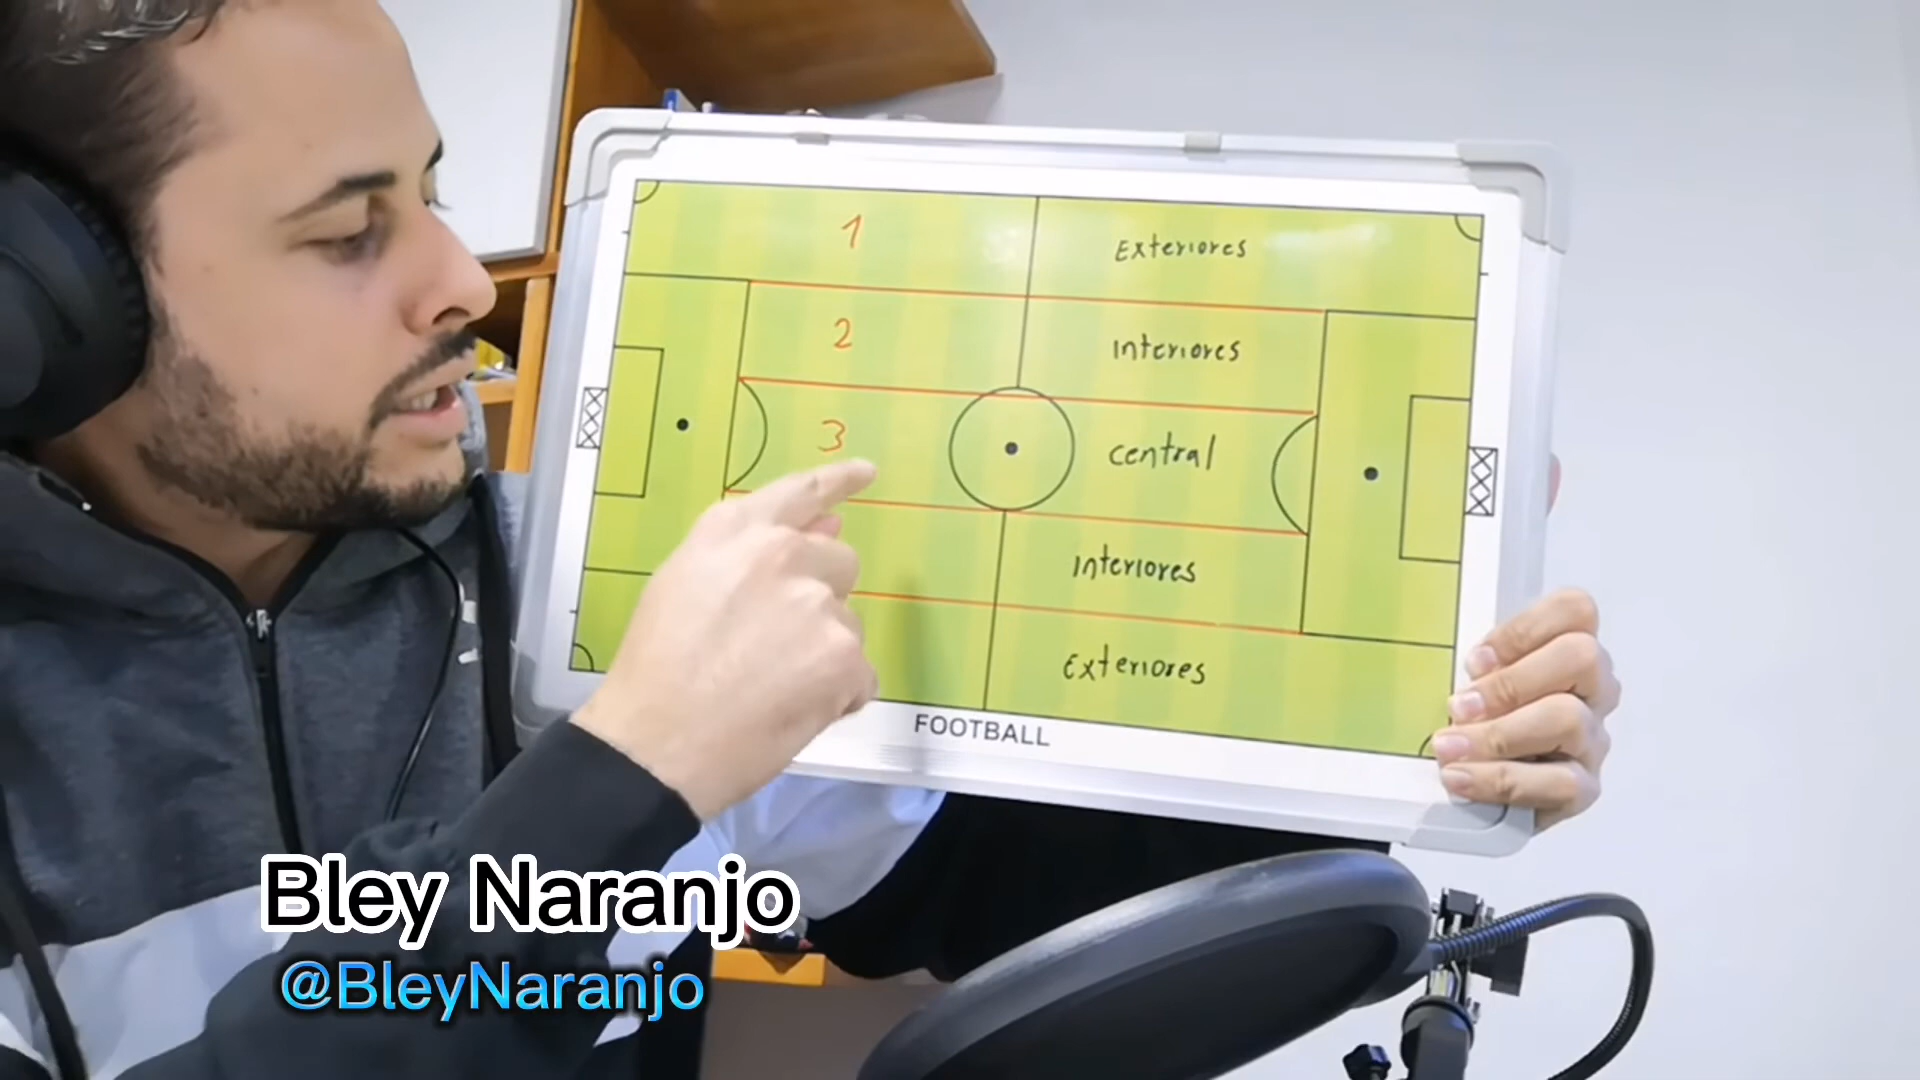 1
Exteriores
2
Interiores
3
central
Interiores
Exteriores
FOOTBALL
Bley Naranjo
@BleyNaranjo